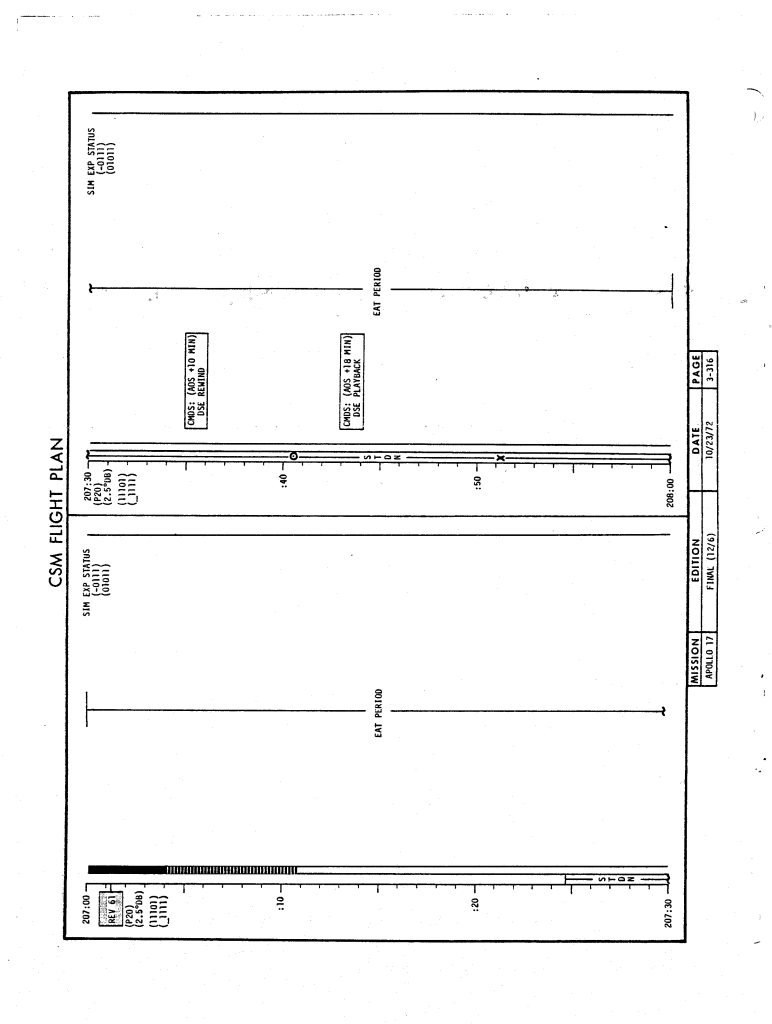 CSM FLIGHT PLAN
207:00
REV 61
(P20)
(2.5°DB)
(11101)
(_1111)
:10
:20
S T D N
207:30
EAT PERIOD
SIM EXP STATUS
(-0111)
(01011)
207:30
(P20)
(2.5°DB)
(11101)
(_1111)
:40
S T D N
:50
208:00
CMDS: (AOS +10 MIN)
DSE REWIND
CMDS: (AOS +18 MIN)
DSE PLAYBACK
EAT PERIOD
SIM EXP STATUS
(-0111)
(01011)
MISSION EDITION DATE PAGE
APOLLO 17 FINAL (12/6) 10/23/72 3-316